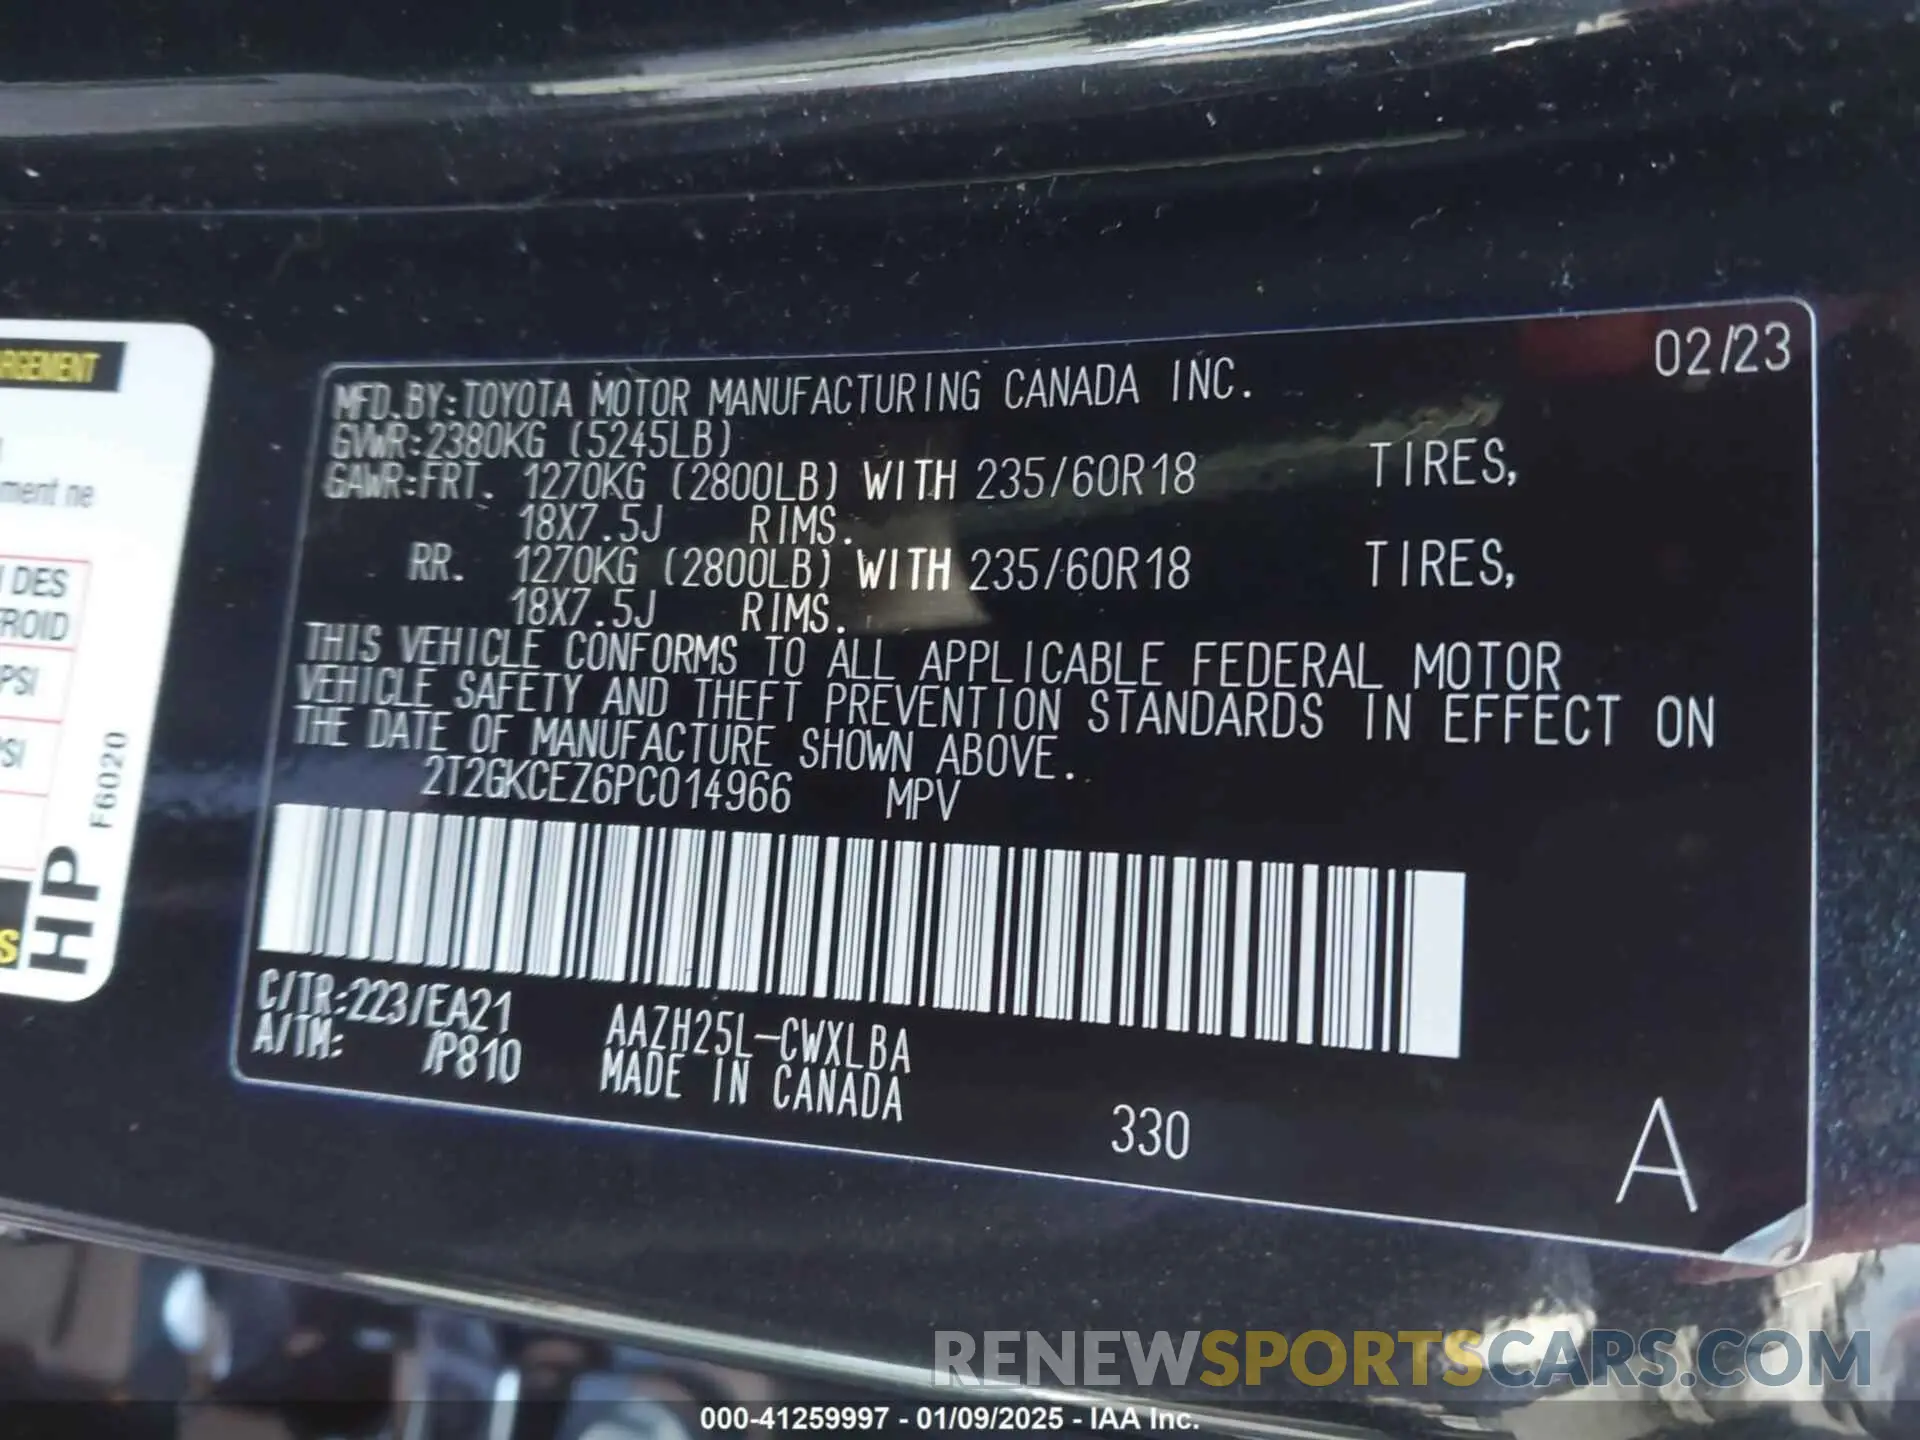 RGEMENT
ment ne
DES
ROID
PSI
PSI
F6020
HP
S
02/23
MFD.BY:TOYOTA MOTOR MANUFACTURING CANADA INC.
GVWR:2380KG (5245LB)
GAWR:FRT. 1270KG (2800LB) WITH 235/60R18 TIRES,
18X7.5J RIMS.
RR. 1270KG (2800LB) WITH 235/60R18 TIRES,
18X7.5J RIMS.
THIS VEHICLE CONFORMS TO ALL APPLICABLE FEDERAL MOTOR
VEHICLE SAFETY AND THEFT PREVENTION STANDARDS IN EFFECT ON
THE DATE OF MANUFACTURE SHOWN ABOVE.
2T2GKCEZ6PC014966 MPV
C/TR:223/EA21 AAZH25L-CWXLBA
A/TM: /P810 MADE IN CANADA
330
A
RENEWSPORTSCARS.COM
000-41259997 - 01/09/2025 - IAA Inc.